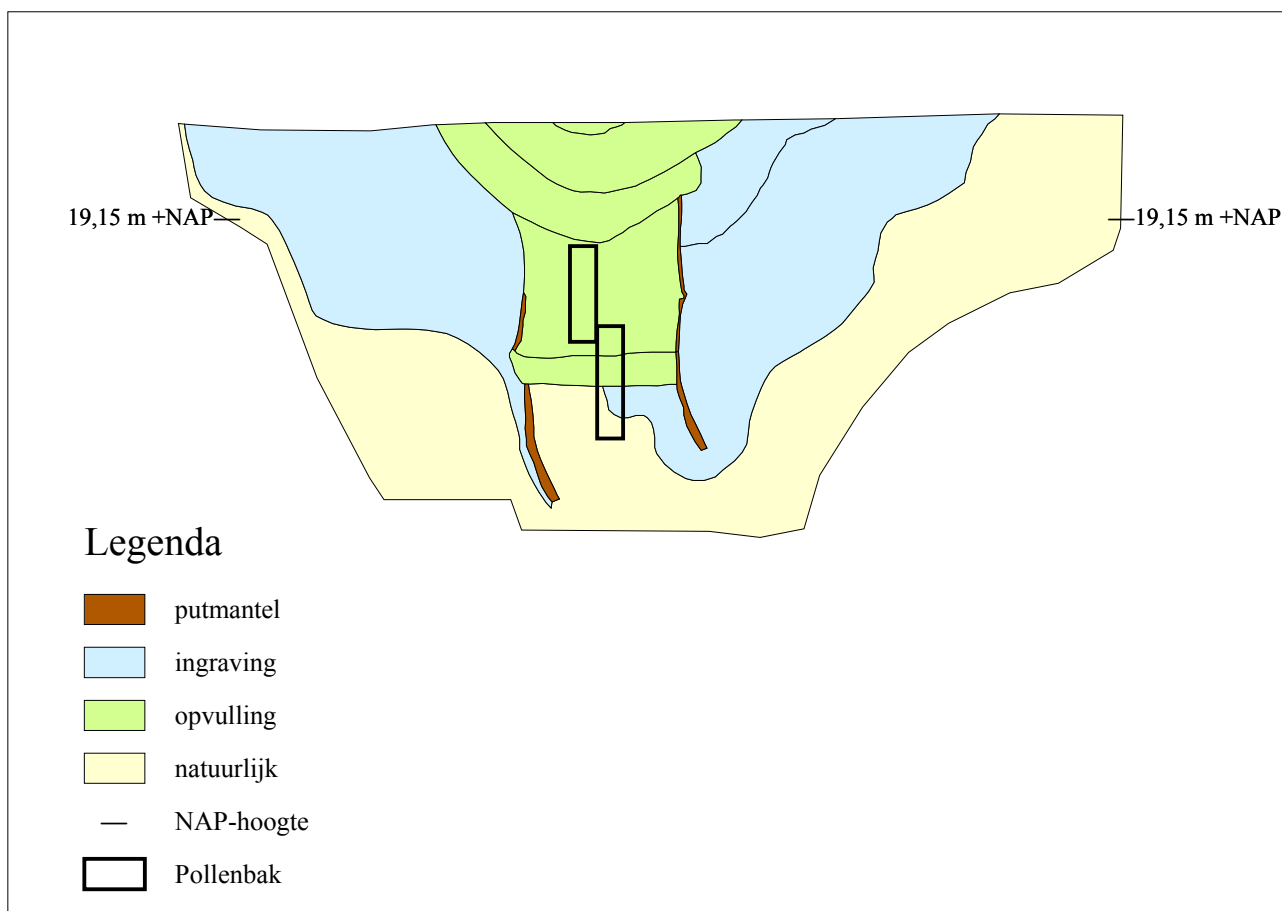 19,15 m +NAP
19,15 m +NAP
Legenda
putmantel
ingraving
opvulling
natuurlijk
NAP-hoogte
Pollenbak